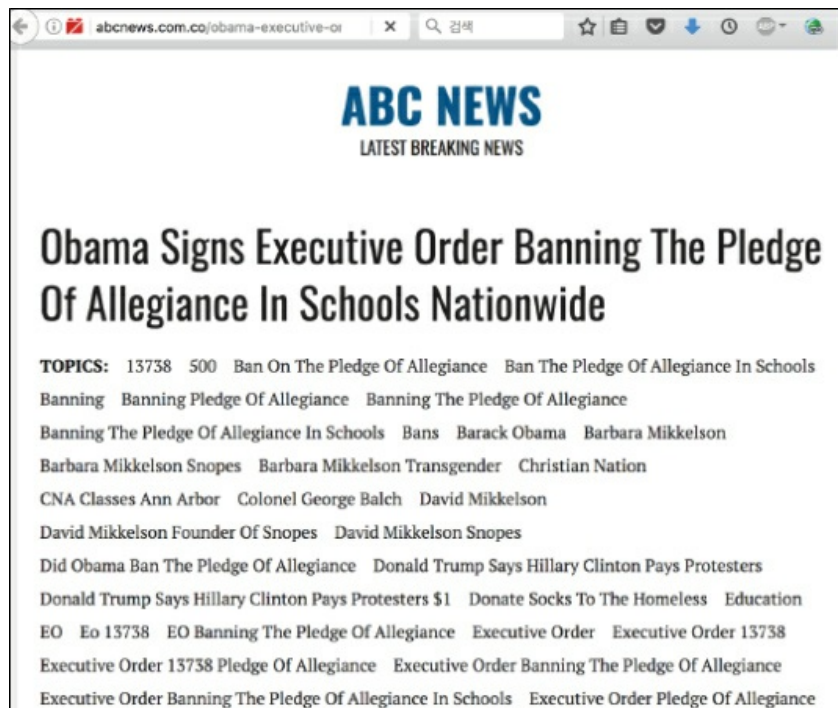 abcnews.com.co/obama-executive-or
검색
ABC NEWS
LATEST BREAKING NEWS
Obama Signs Executive Order Banning The Pledge
Of Allegiance In Schools Nationwide
TOPICS: 13738 500 Ban On The Pledge Of Allegiance Ban The Pledge Of Allegiance In Schools
Banning Banning Pledge Of Allegiance Banning The Pledge Of Allegiance
Banning The Pledge Of Allegiance In Schools Bans Barack Obama Barbara Mikkelson
Barbara Mikkelson Snopes Barbara Mikkelson Transgender Christian Nation
CNA Classes Ann Arbor Colonel George Balch David Mikkelson
David Mikkelson Founder Of Snopes David Mikkelson Snopes
Did Obama Ban The Pledge Of Allegiance Donald Trump Says Hillary Clinton Pays Protesters
Donald Trump Says Hillary Clinton Pays Protesters $1 Donate Socks To The Homeless Education
EO Eo 13738 EO Banning The Pledge Of Allegiance Executive Order Executive Order 13738
Executive Order 13738 Pledge Of Allegiance Executive Order Banning The Pledge Of Allegiance
Executive Order Banning The Pledge Of Allegiance In Schools Executive Order Pledge Of Allegiance